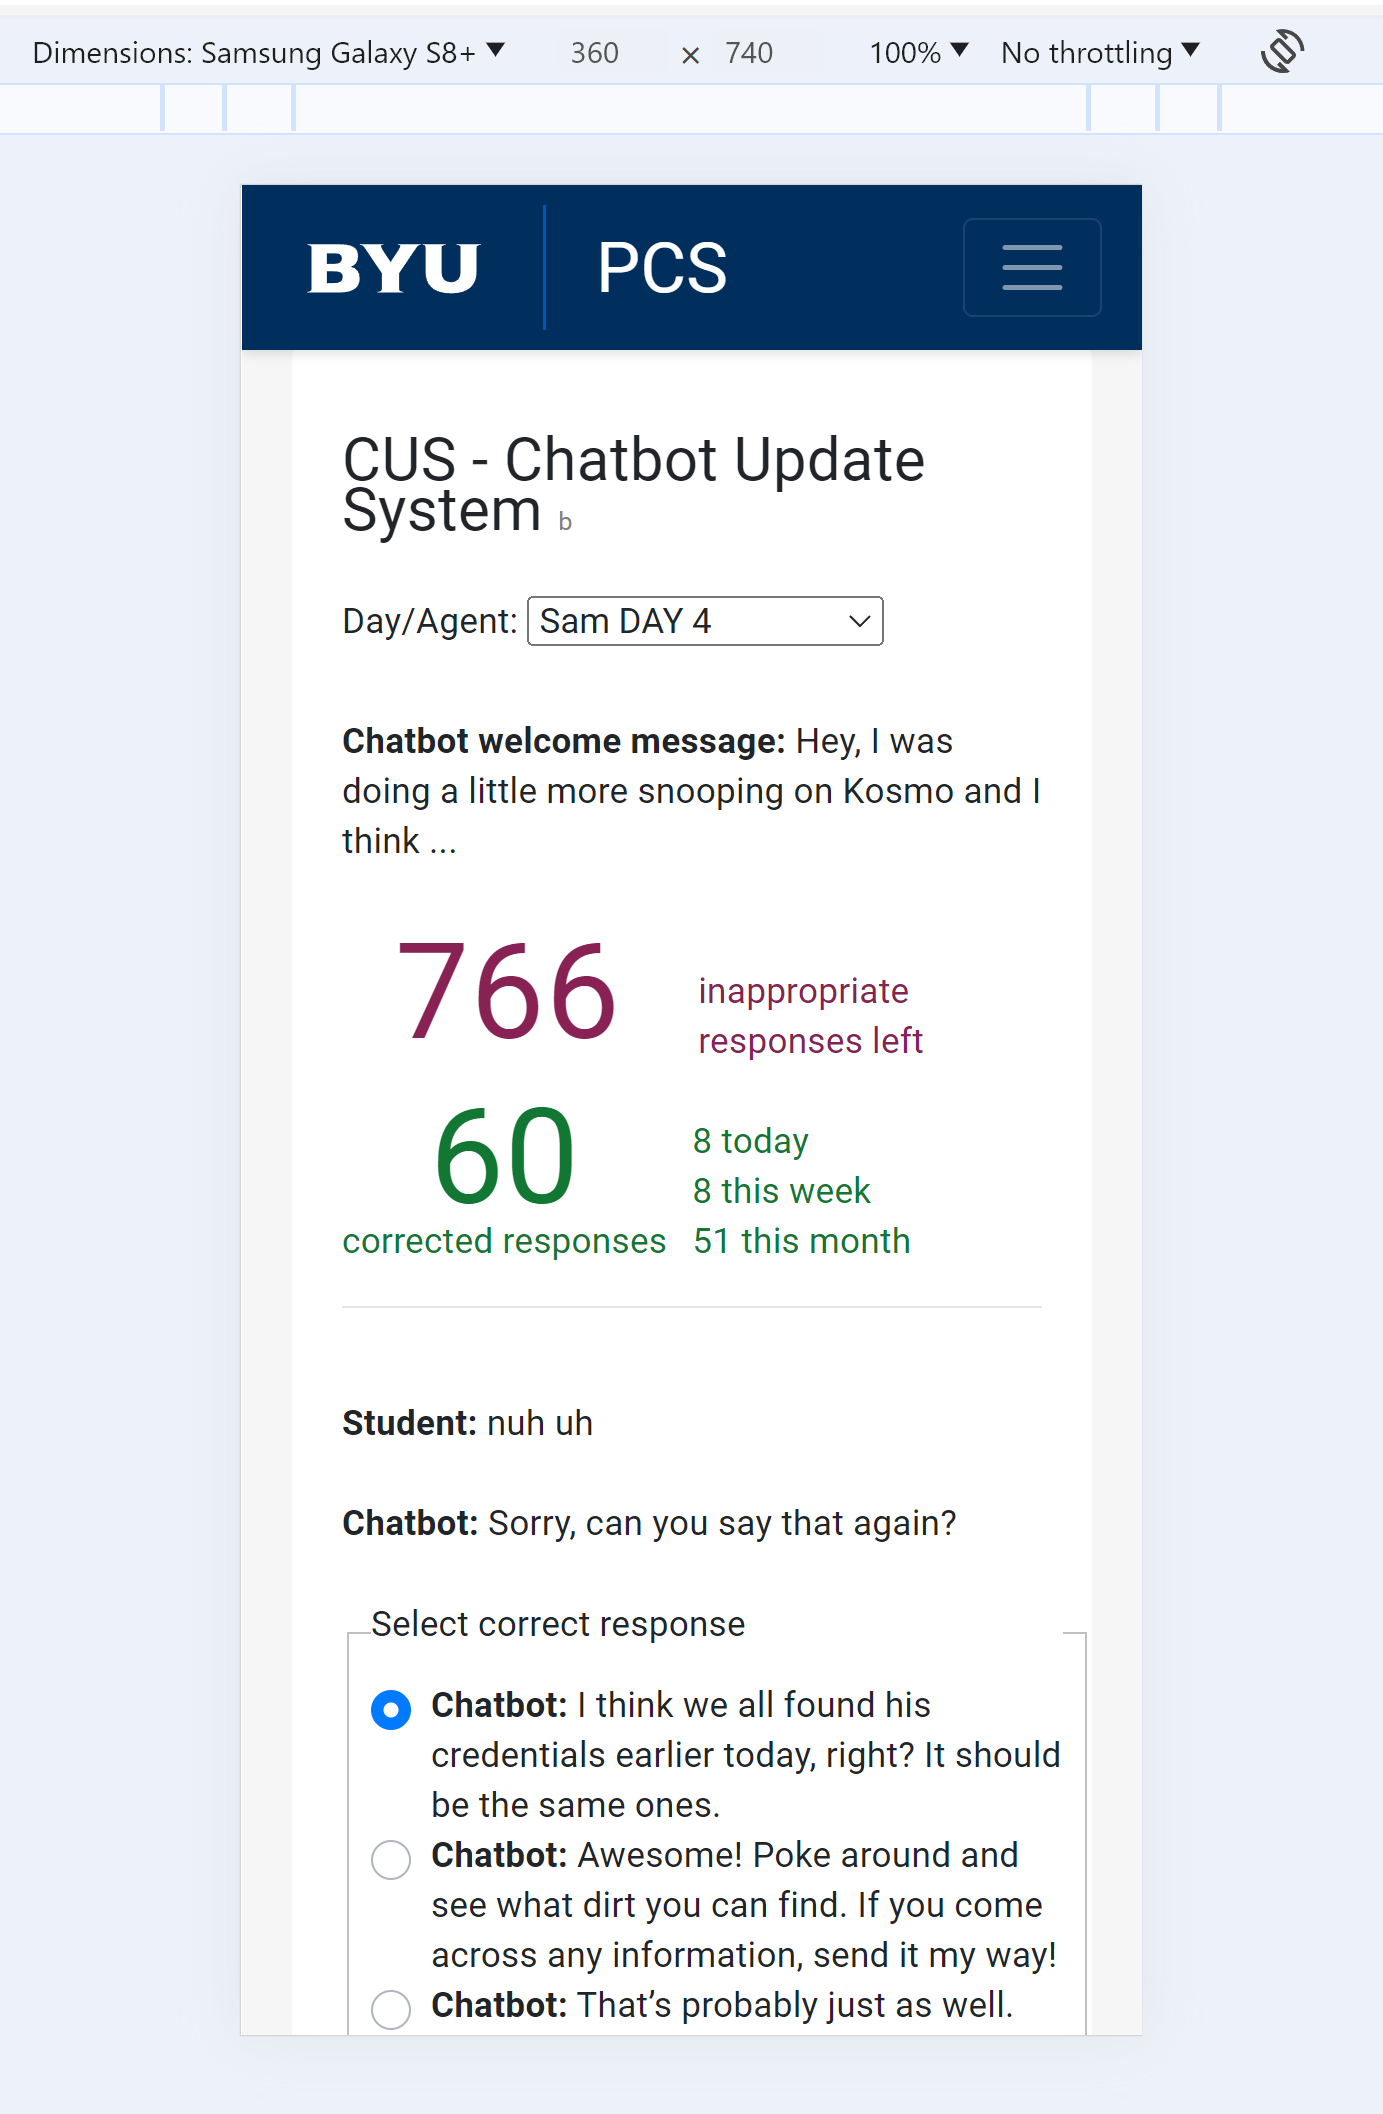 Dimensions: Samsung Galaxy S8+ ▼ 360 × 740 100% ▼ No throttling ▼
BYU PCS
CUS - Chatbot Update
System b
Day/Agent: Sam DAY 4
Chatbot welcome message: Hey, I was
doing a little more snooping on Kosmo and I
think ...
766 inappropriate
responses left
60 8 today
8 this week
corrected responses 51 this month
Student: nuh uh
Chatbot: Sorry, can you say that again?
Select correct response
Chatbot: I think we all found his
credentials earlier today, right? It should
be the same ones.
Chatbot: Awesome! Poke around and
see what dirt you can find. If you come
across any information, send it my way!
Chatbot: That’s probably just as well.